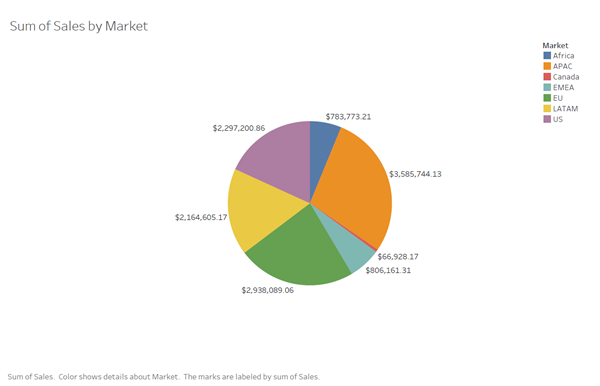 Sum of Sales by Market
Market
Africa
APAC
Canada
EMEA
EU
LATAM
US
$783,773.21
$2,297,200.86
$3,585,744.13
$2,164,605.17
$66,928.17
$806,161.31
$2,938,089.06
Sum of Sales. Color shows details about Market. The marks are labeled by sum of Sales.